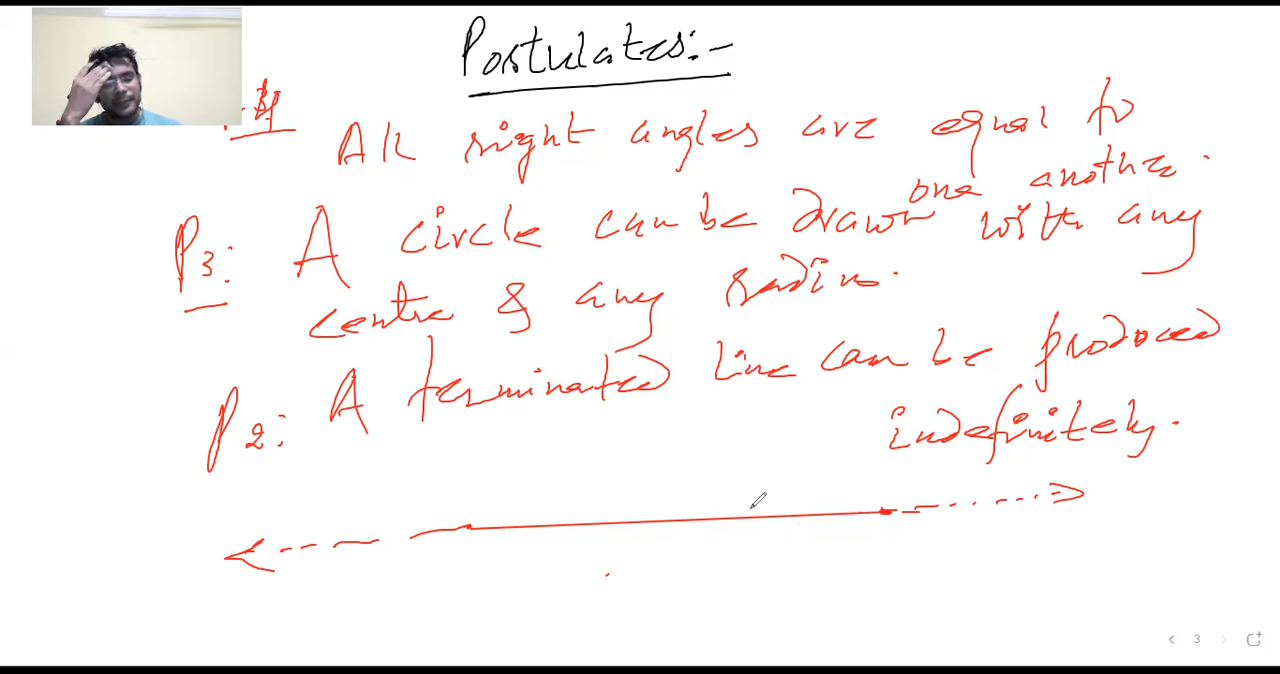 Postulates:-
All right angles are equal to
one another.
P3: A circle can be drawn with any
centre & any radius.
P2: A terminated line can be produced
indefinitely.
3